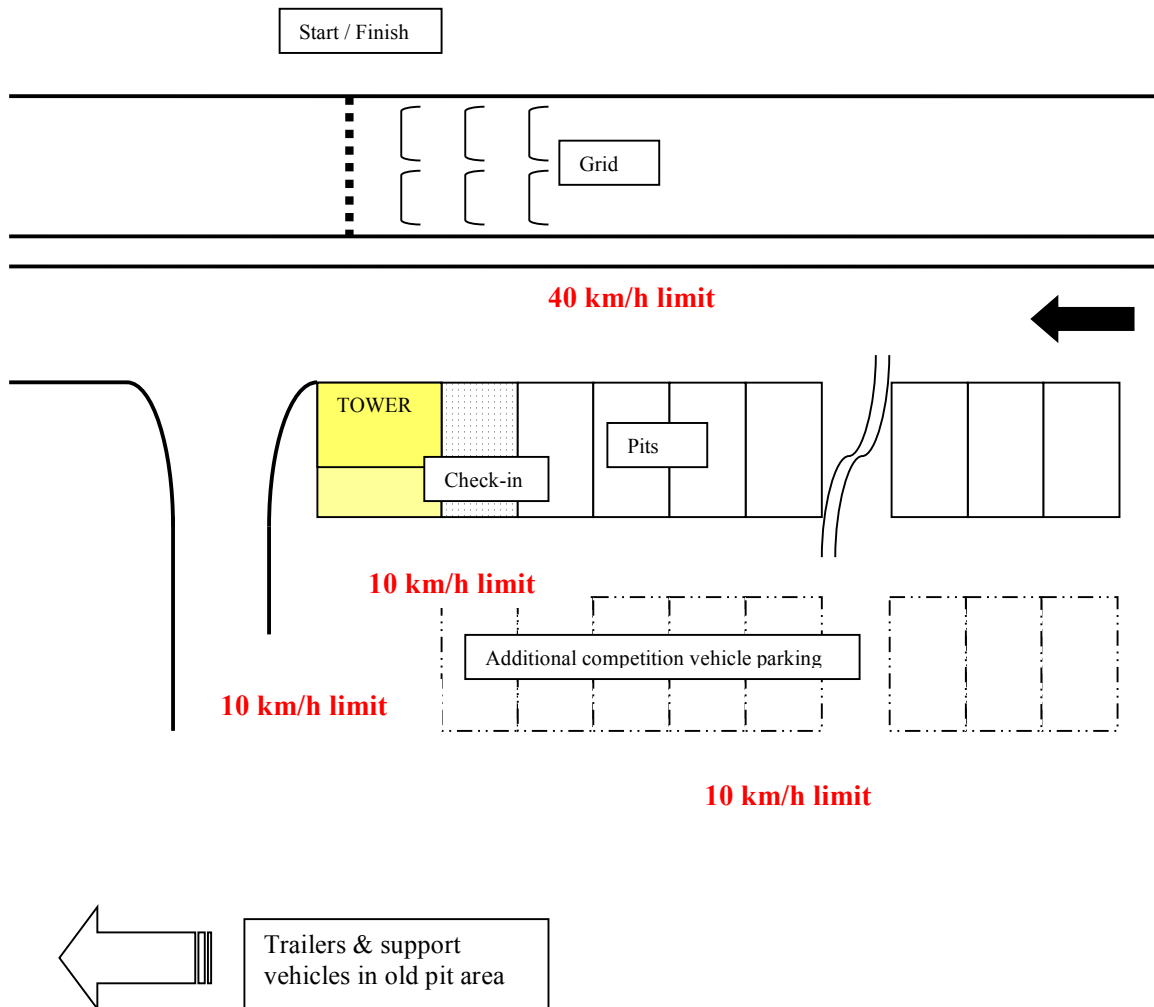 Start / Finish
Grid
40 km/h limit
TOWER
Pits
Check-in
10 km/h limit
Additional competition vehicle parking
10 km/h limit
10 km/h limit
Trailers & support
vehicles in old pit area